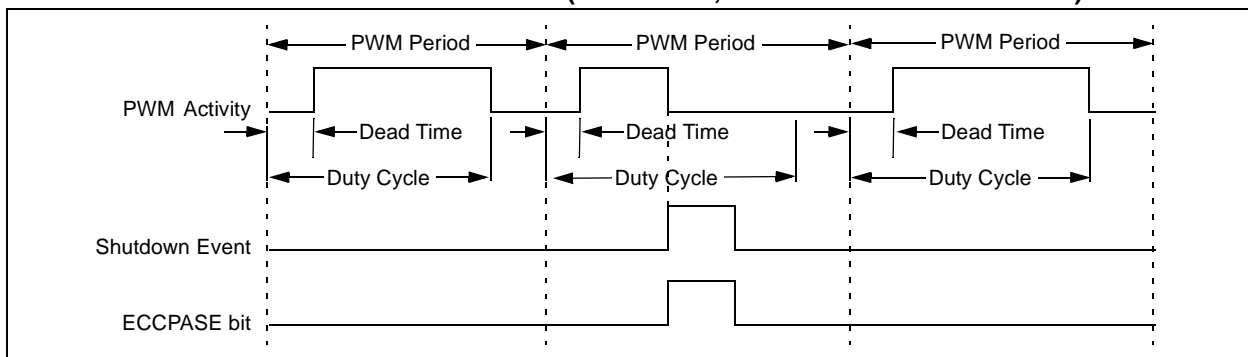 PWM Period PWM Period PWM Period
PWM Activity
Dead Time Dead Time Dead Time
Duty Cycle Duty Cycle Duty Cycle
Shutdown Event
ECCPASE bit